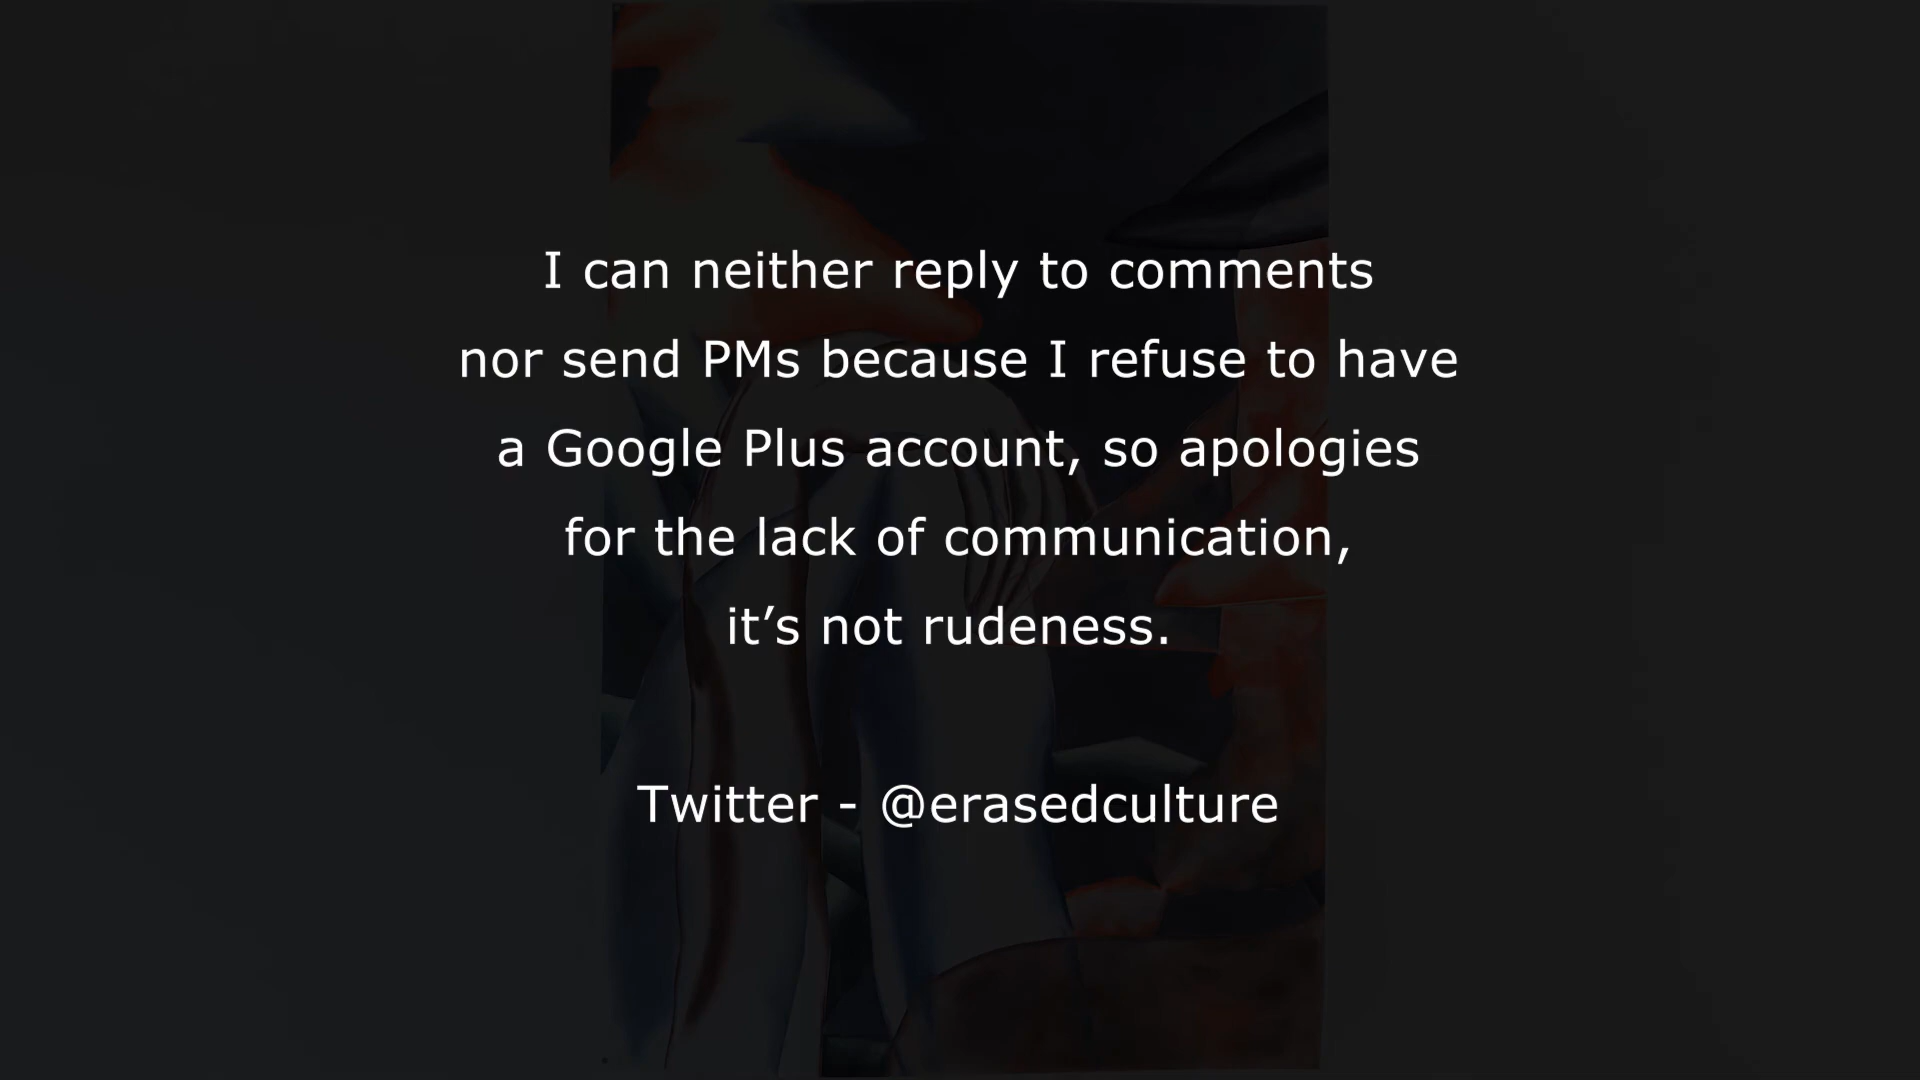 I can neither reply to comments
nor send PMs because I refuse to have
a Google Plus account, so apologies
for the lack of communication,
it’s not rudeness.
Twitter - @erasedculture